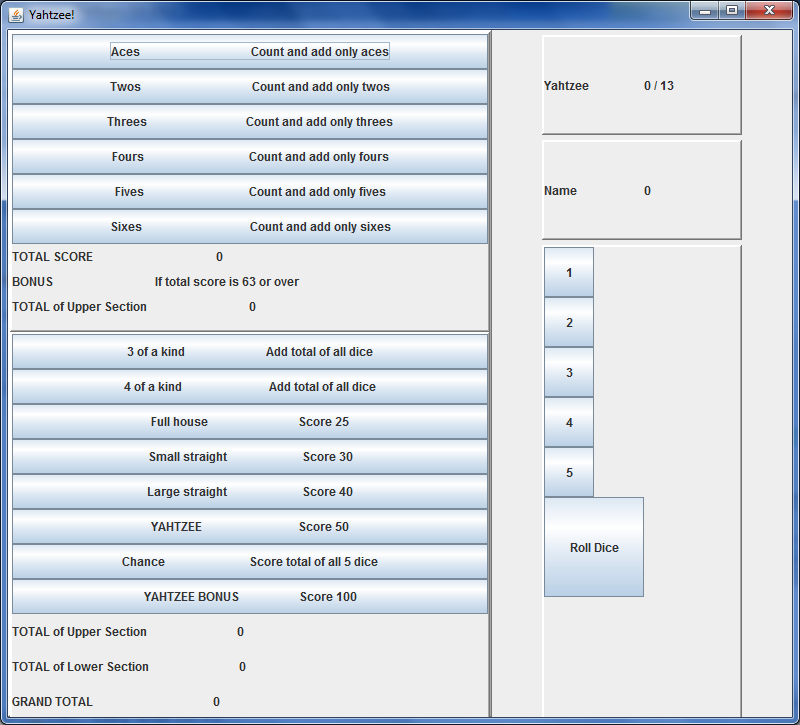 Yahtzee!
Aces Count and add only aces
Twos Count and add only twos
Threes Count and add only threes
Fours Count and add only fours
Fives Count and add only fives
Sixes Count and add only sixes
TOTAL SCORE 0
BONUS If total score is 63 or over
TOTAL of Upper Section 0
3 of a kind Add total of all dice
4 of a kind Add total of all dice
Full house Score 25
Small straight Score 30
Large straight Score 40
YAHTZEE Score 50
Chance Score total of all 5 dice
YAHTZEE BONUS Score 100
TOTAL of Upper Section 0
TOTAL of Lower Section 0
GRAND TOTAL 0
Yahtzee 0 / 13
Name 0
1
2
3
4
5
Roll Dice